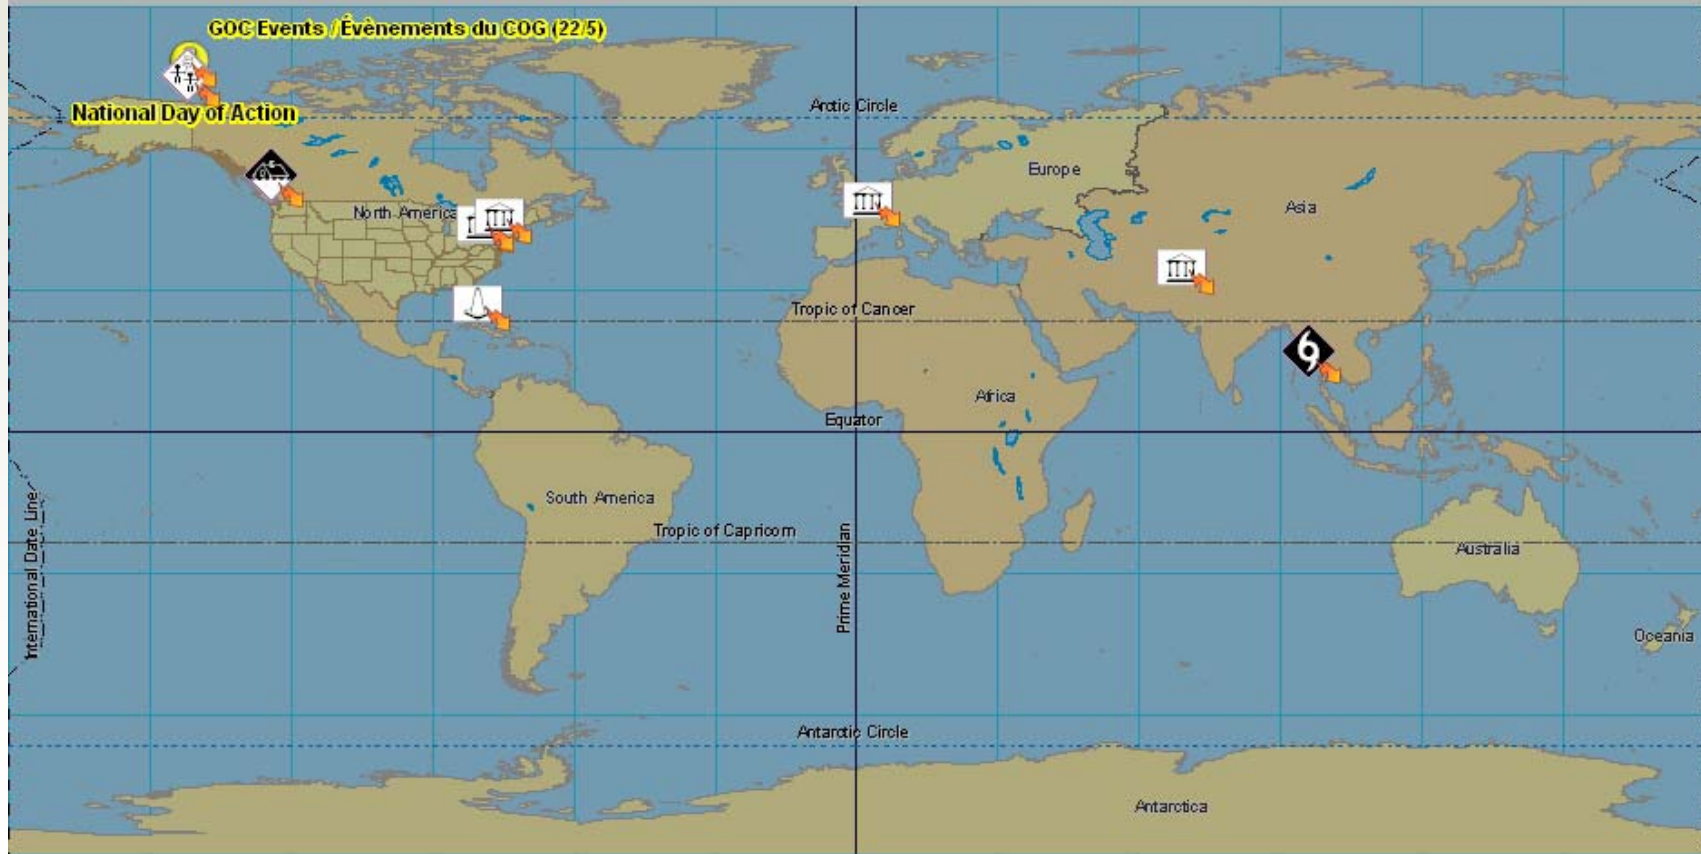 GOC Events / Évènements du COG (22/5)
National Day of Action
Arctic Circle
Europe
North America
Asia
Tropic of Cancer
Africa
Equator
South America
Tropic of Capricorn
International Date Line
Prime Meridian
Australia
Oceania
Antarctic Circle
Antarctica